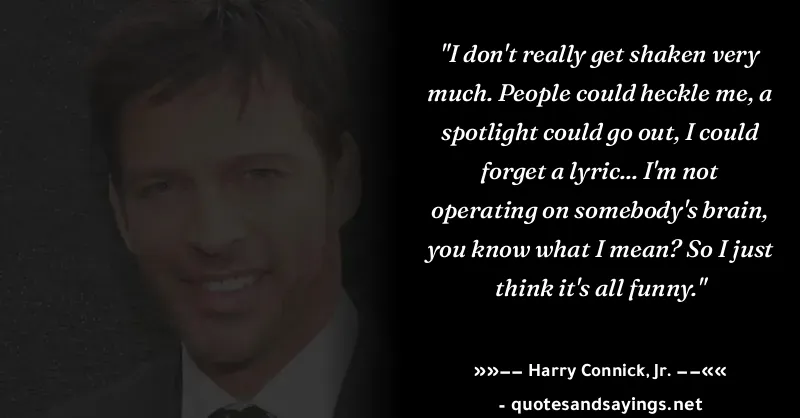 "I don't really get shaken very
much. People could heckle me, a
spotlight could go out, I could
forget a lyric... I'm not
operating on somebody's brain,
you know what I mean? So I just
think it's all funny."
»»–– Harry Connick, Jr. ––««
- quotesandsayings.net